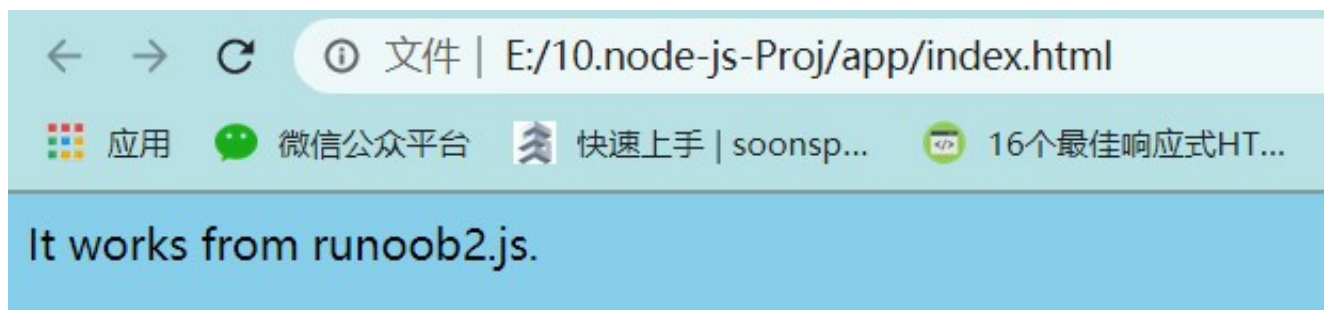 文件 | E:/10.node-js-Proj/app/index.html
应用 微信公众平台 快速上手 | soonsp... 16个最佳响应式HT...
It works from runoob2.js.